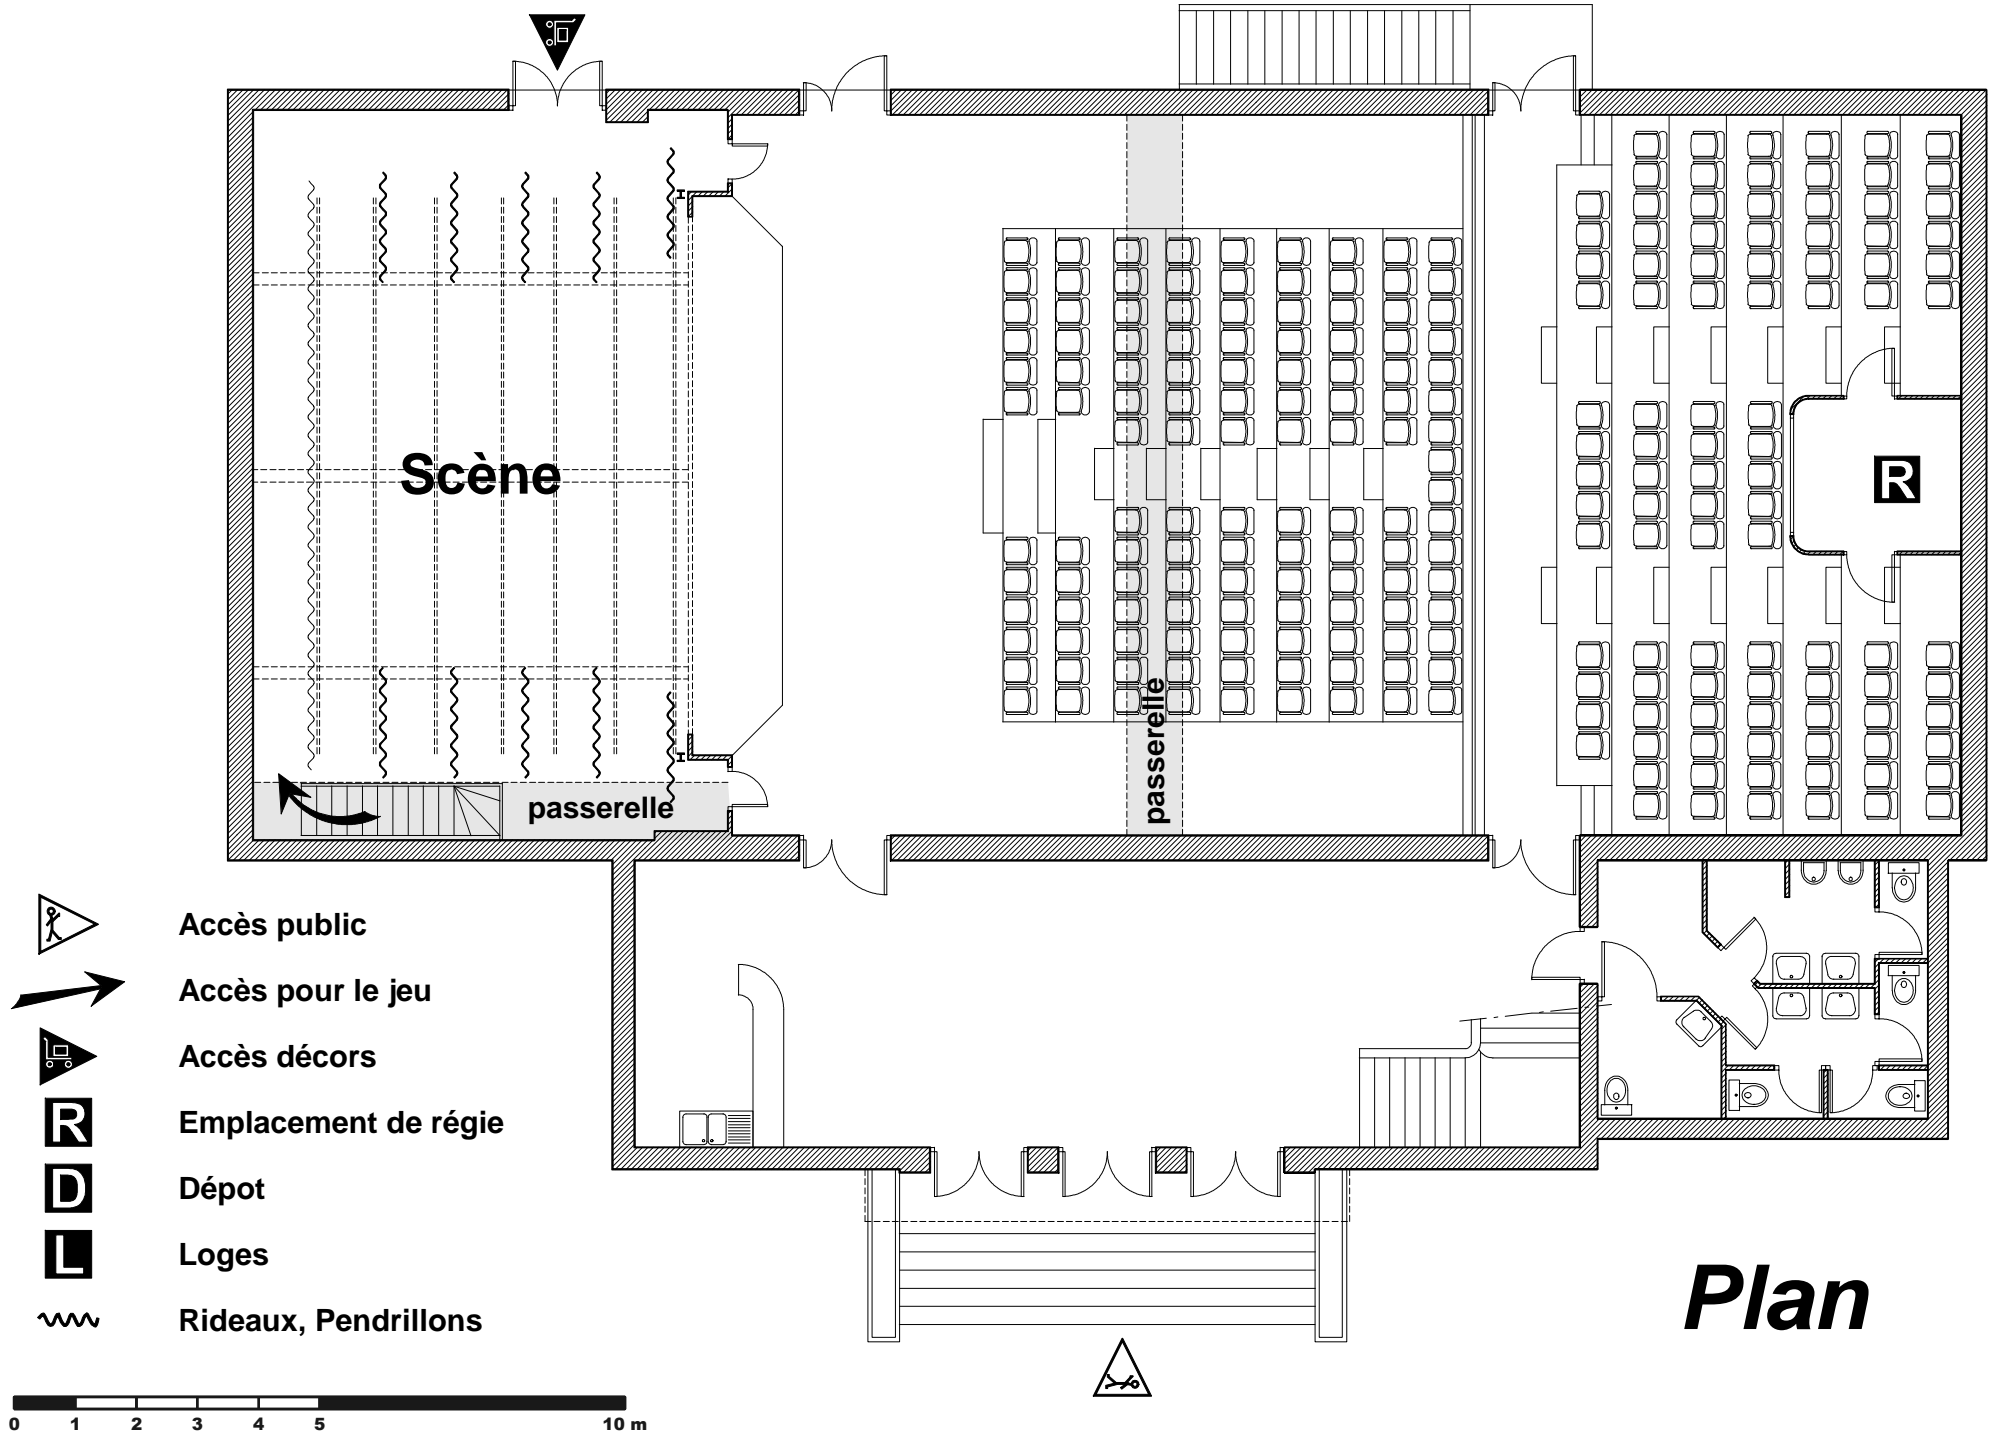 Scène
R
passerelle
passerelle
Accès public
Accès pour le jeu
Accès décors
R Emplacement de régie
D Dépot
L Loges
Rideaux, Pendrillons
Plan
0 1 2 3 4 5 10 m